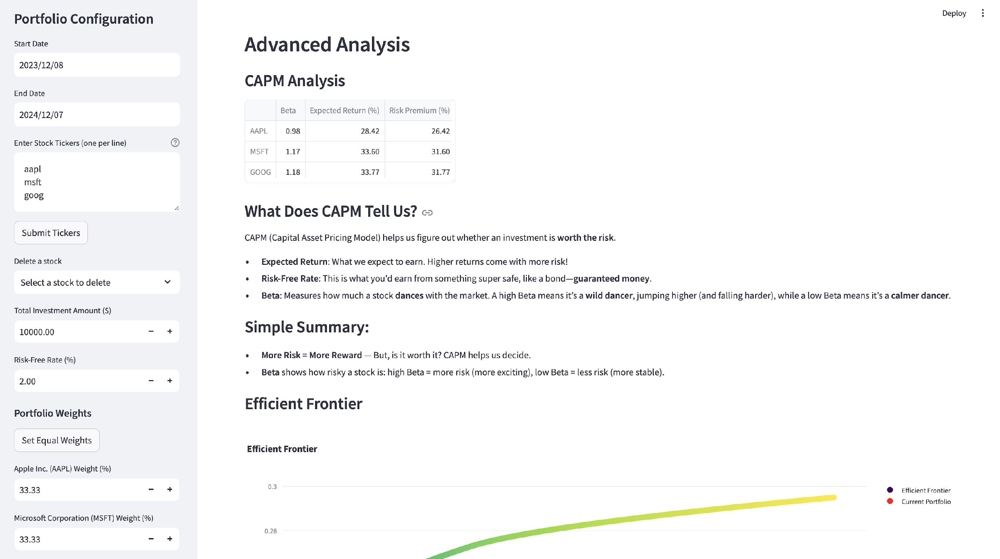 Portfolio Configuration
Start Date
2023/12/08
End Date
2024/12/07
Enter Stock Tickers (one per line)
aapl
msft
goog
Submit Tickers
Delete a stock
Select a stock to delete
Total Investment Amount ($)
10000.00
Risk-Free Rate (%)
2.00
Portfolio Weights
Set Equal Weights
Apple Inc. (AAPL) Weight (%)
33.33
Microsoft Corporation (MSFT) Weight (%)
33.33
Deploy
Advanced Analysis
CAPM Analysis
Beta Expected Return (%) Risk Premium (%)
AAPL 0.98 28.42 26.42
MSFT 1.17 33.60 31.60
GOOG 1.18 33.77 31.77
What Does CAPM Tell Us?
CAPM (Capital Asset Pricing Model) helps us figure out whether an investment is worth the risk.
• Expected Return: What we expect to earn. Higher returns come with more risk!
• Risk-Free Rate: This is what you'd earn from something super safe, like a bond—guaranteed money.
• Beta: Measures how much a stock dances with the market. A high Beta means it’s a wild dancer, jumping higher (and falling harder), while a low Beta means it’s a calmer dancer.
Simple Summary:
• More Risk = More Reward — But, is it worth it? CAPM helps us decide.
• Beta shows how risky a stock is: high Beta = more risk (more exciting), low Beta = less risk (more stable).
Efficient Frontier
Efficient Frontier
0.3
0.28
Efficient Frontier
Current Portfolio